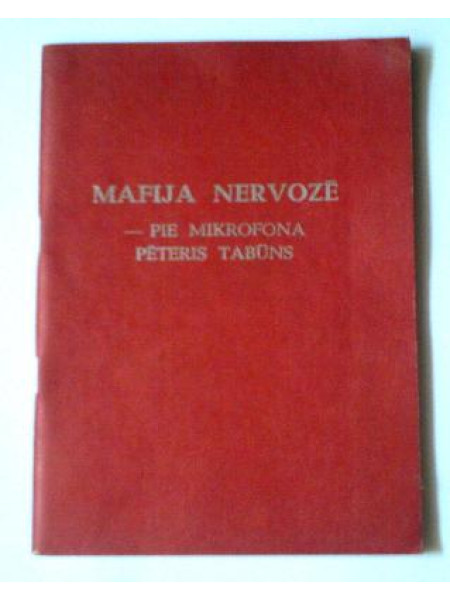 MAFIJA NERVOZĒ
— PIE MIKROFONA
PĒTERIS TABŪNS